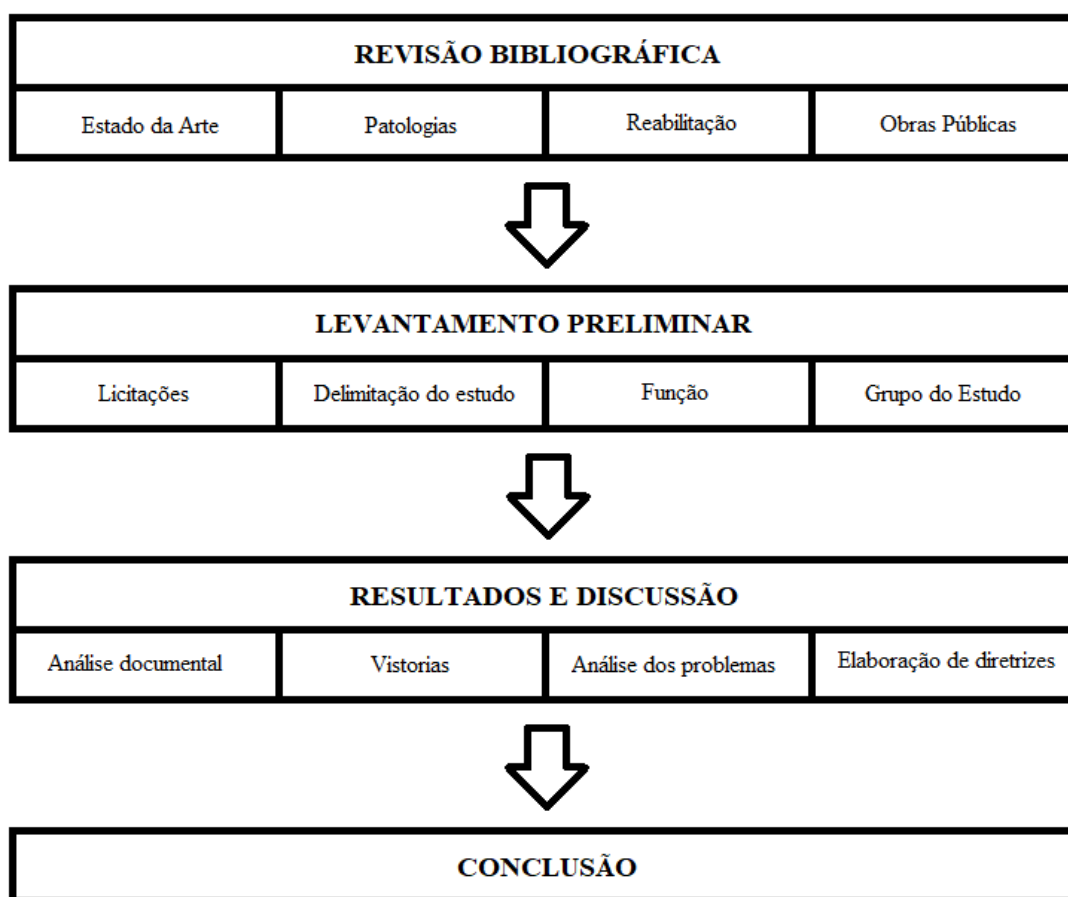 REVISÃO BIBLIOGRÁFICA
Estado da Arte
Patologias
Reabilitação
Obras Públicas
LEVANTAMENTO PRELIMINAR
Licitações
Delimitação do estudo
Função
Grupo do Estudo
RESULTADOS E DISCUSSÃO
Análise documental
Vistorias
Análise dos problemas
Elaboração de diretrizes
CONCLUSÃO